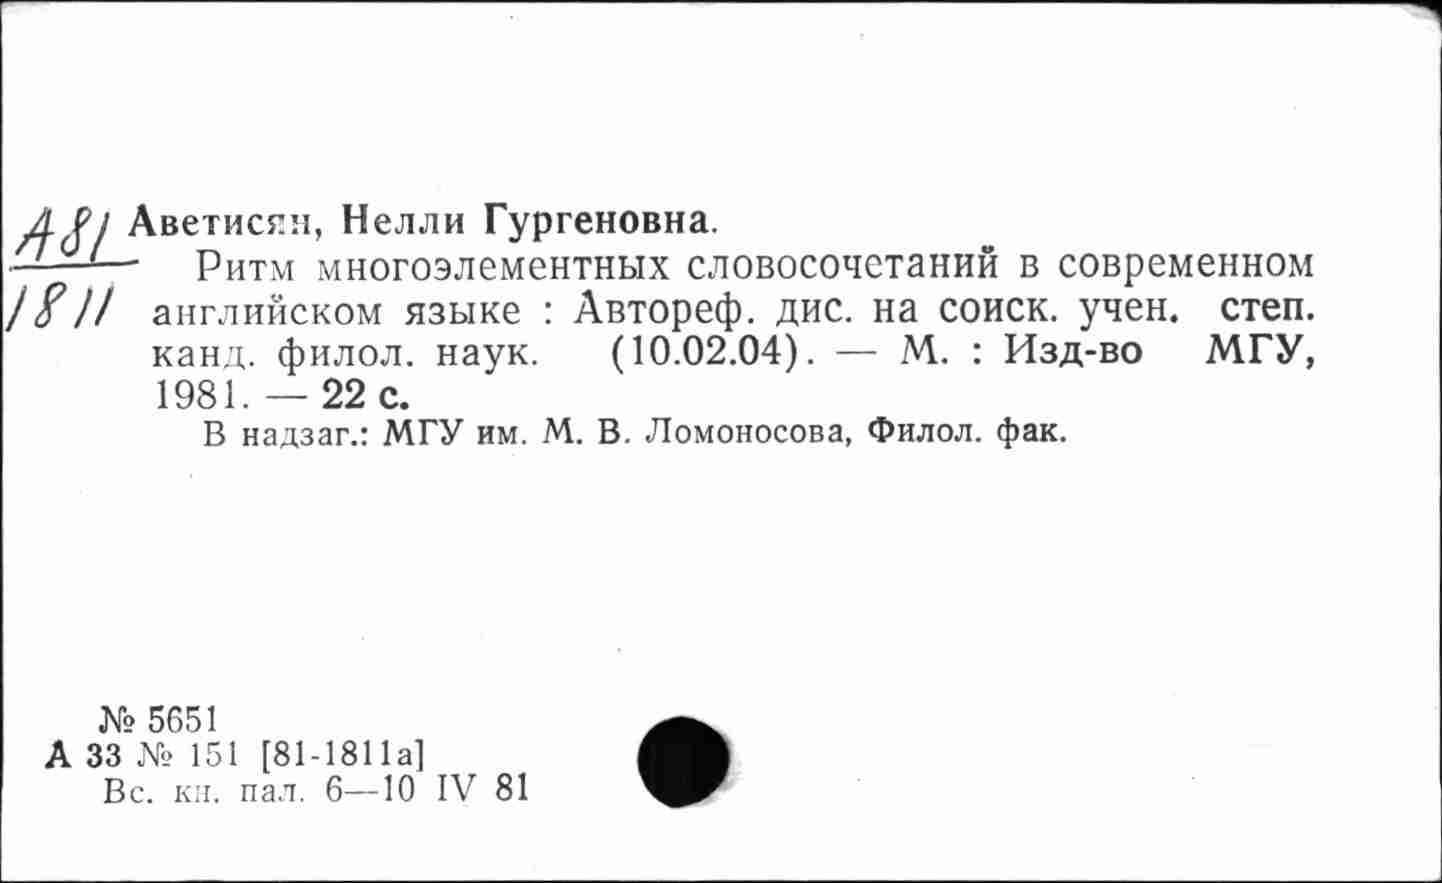 А81 Аветисян, Нелли Гургеновна.
Ритм многоэлементных словосочетаний в современном
1811 английском языке : Автореф. дис. на соиск. учен. степ.
канд. филол. наук. (10.02.04). — М. : Изд-во МГУ,
1981. — 22 с.
В надзаг.: МГУ им. М. В. Ломоносова, Филол. фак.
№ 5651
А 33 № 151 [81-1811а]
Вс. кн. пал. 6—10 IV 81